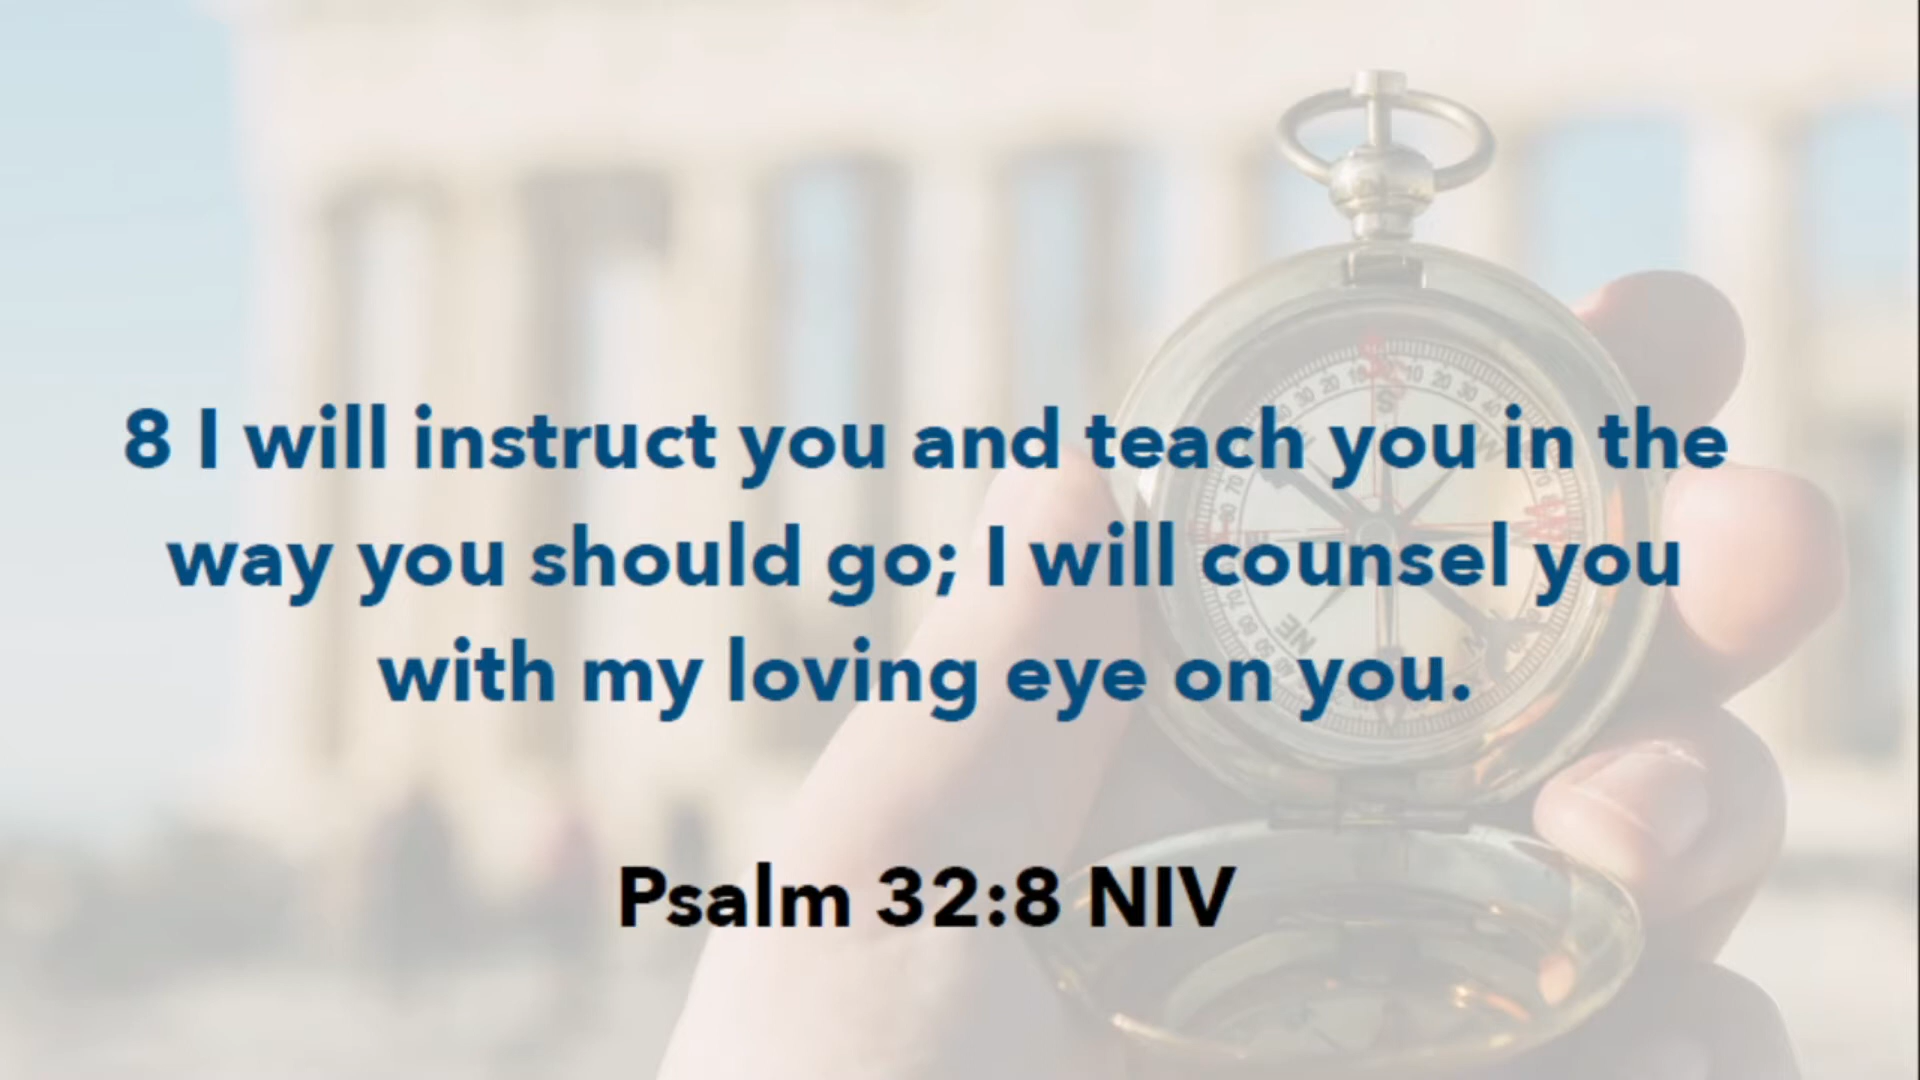 8 I will instruct you and teach you in the
way you should go; I will counsel you
with my loving eye on you.
Psalm 32:8 NIV